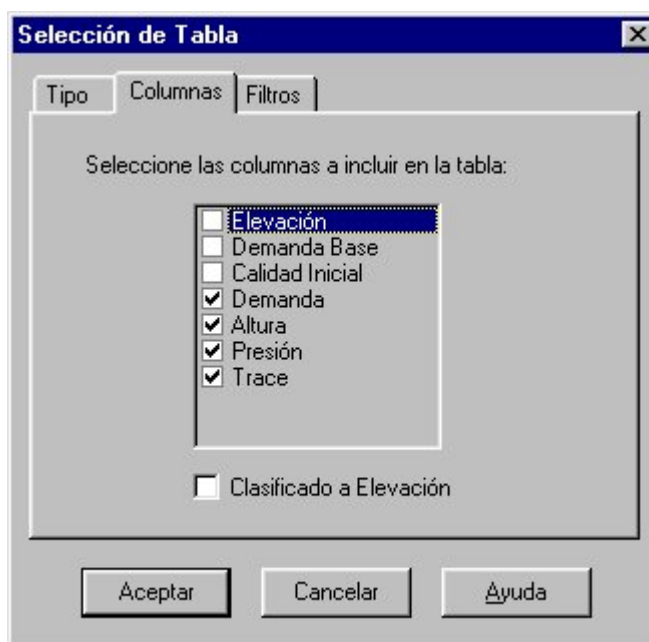 Selección de Tabla
Tipo Columnas Filtros
Seleccione las columnas a incluir en la tabla:
Elevación
Demanda Base
Calidad Inicial
Demanda
Altura
Presión
Trace
Clasificado a Elevación
Aceptar Cancelar Ayuda